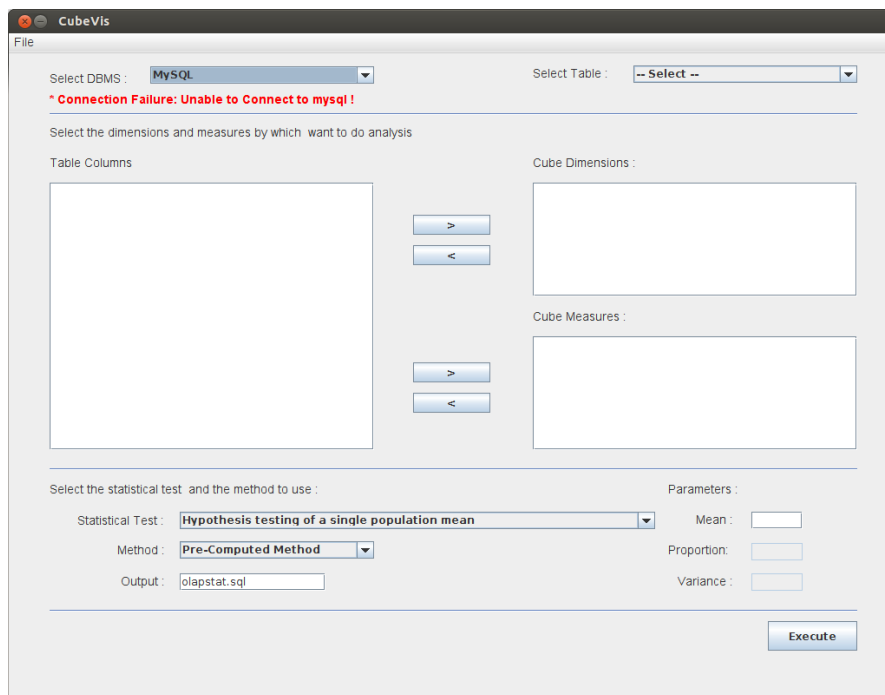 CubeVis
File
Select DBMS : MySQL Select Table : -- Select --
* Connection Failure: Unable to Connect to mysql !
Select the dimensions and measures by which want to do analysis
Table Columns
Cube Dimensions :
>
<
Cube Measures :
>
<
Select the statistical test and the method to use : Parameters :
Statistical Test : Hypothesis testing of a single population mean Mean :
Method : Pre-Computed Method Proportion:
Output : olapstat.sql Variance :
Execute